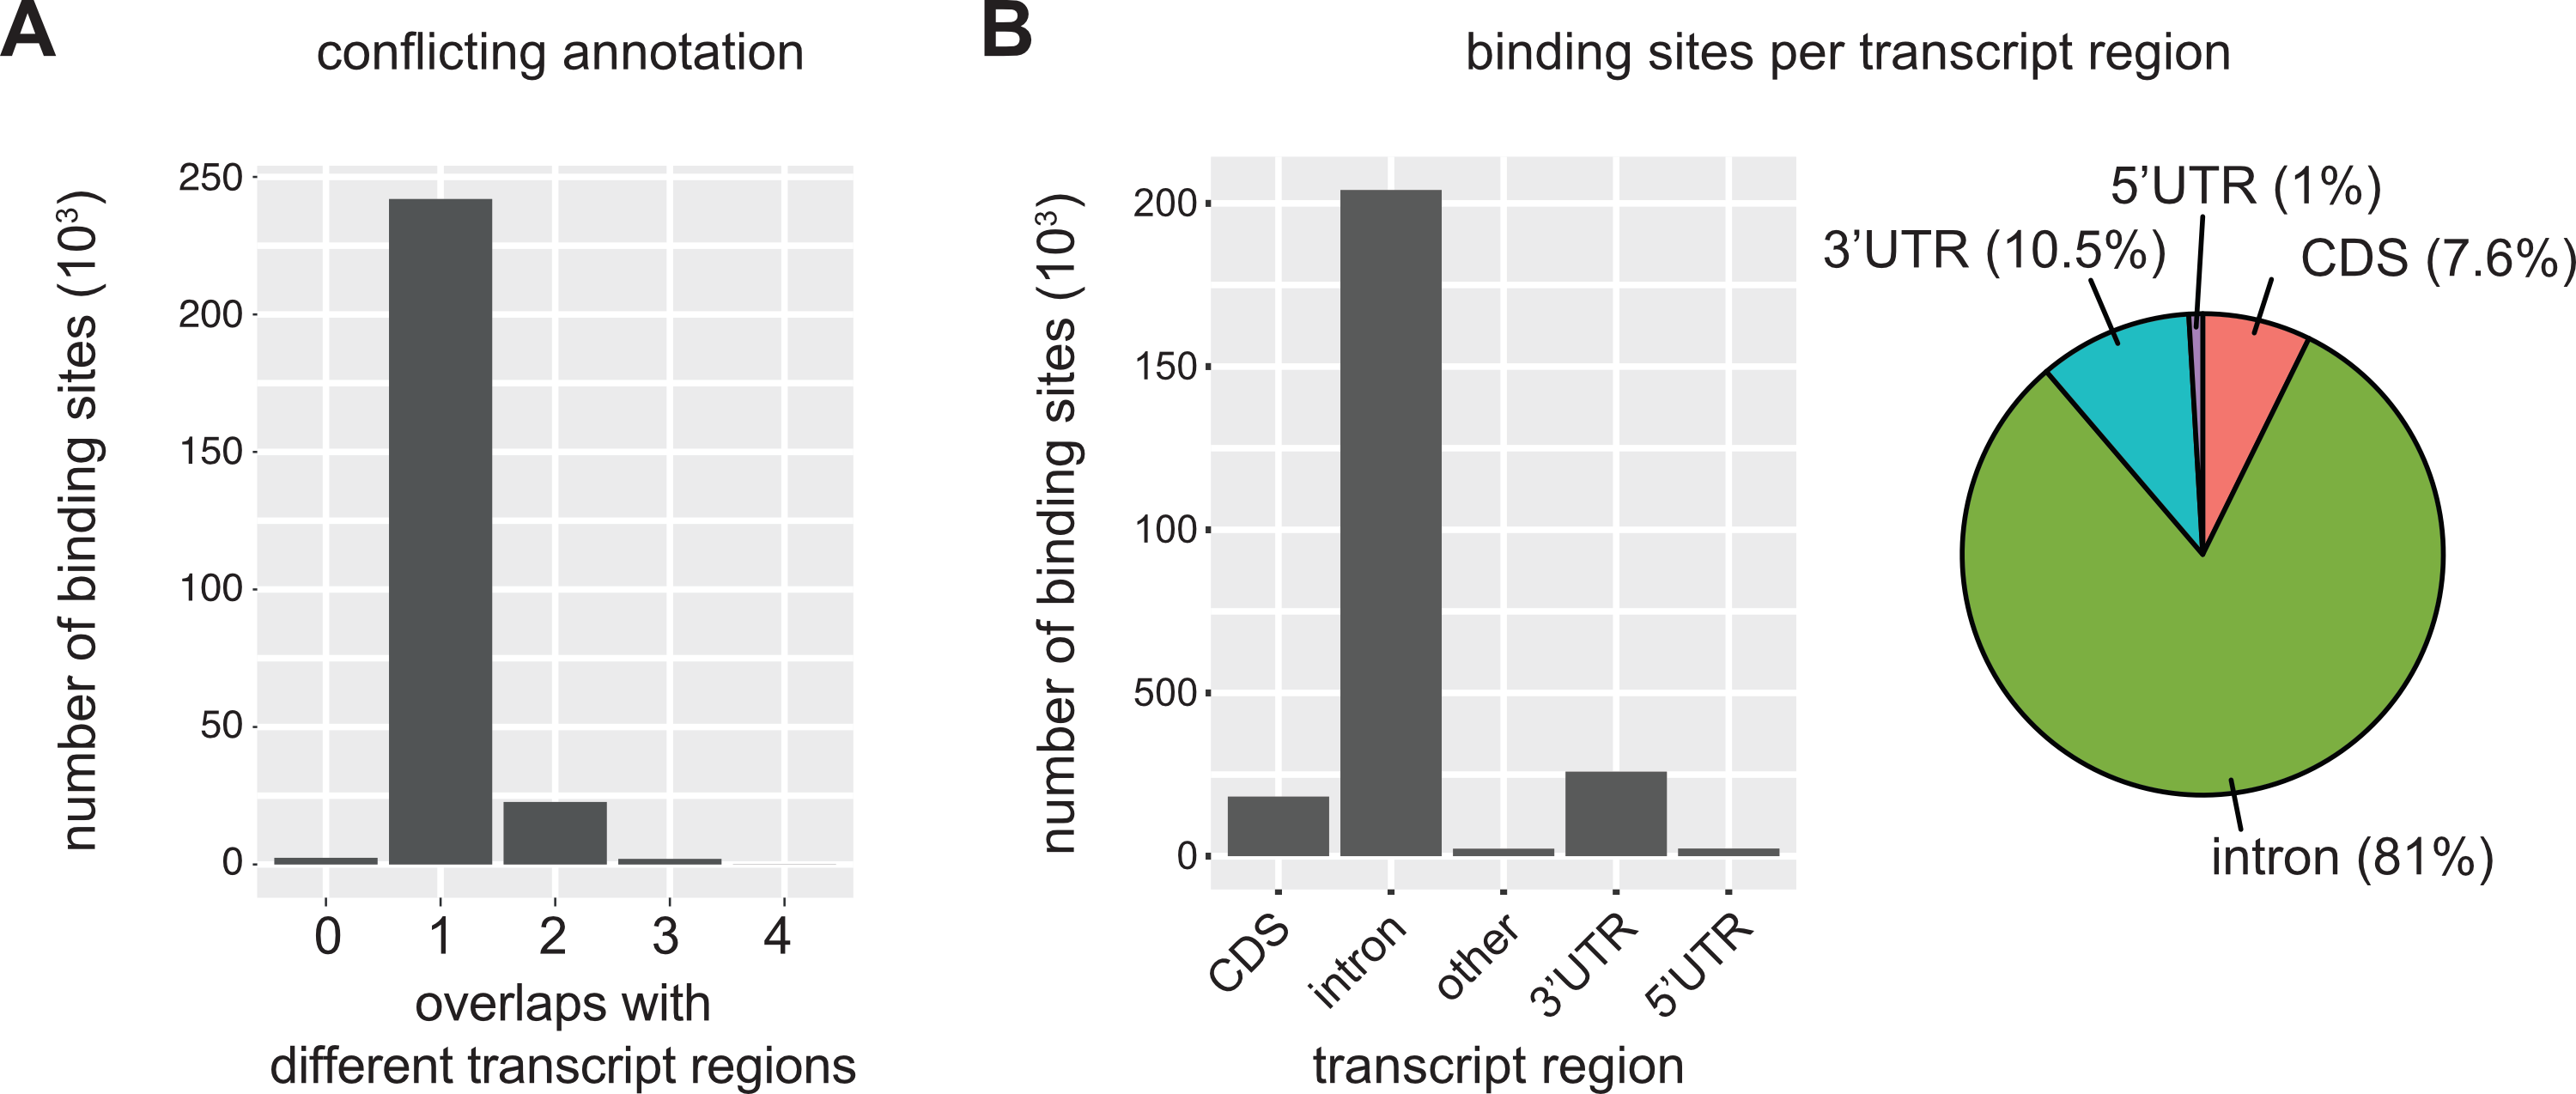 A
conflicting annotation
number of binding sites (10³)
250
200
150
100
50
0
0 1 2 3 4
overlaps with
different transcript regions
B
binding sites per transcript region
number of binding sites (10³)
200
150
100
500
0
CDS
intron
other
3’UTR
5’UTR
transcript region
5’UTR (1%)
3’UTR (10.5%)
CDS (7.6%)
intron (81%)